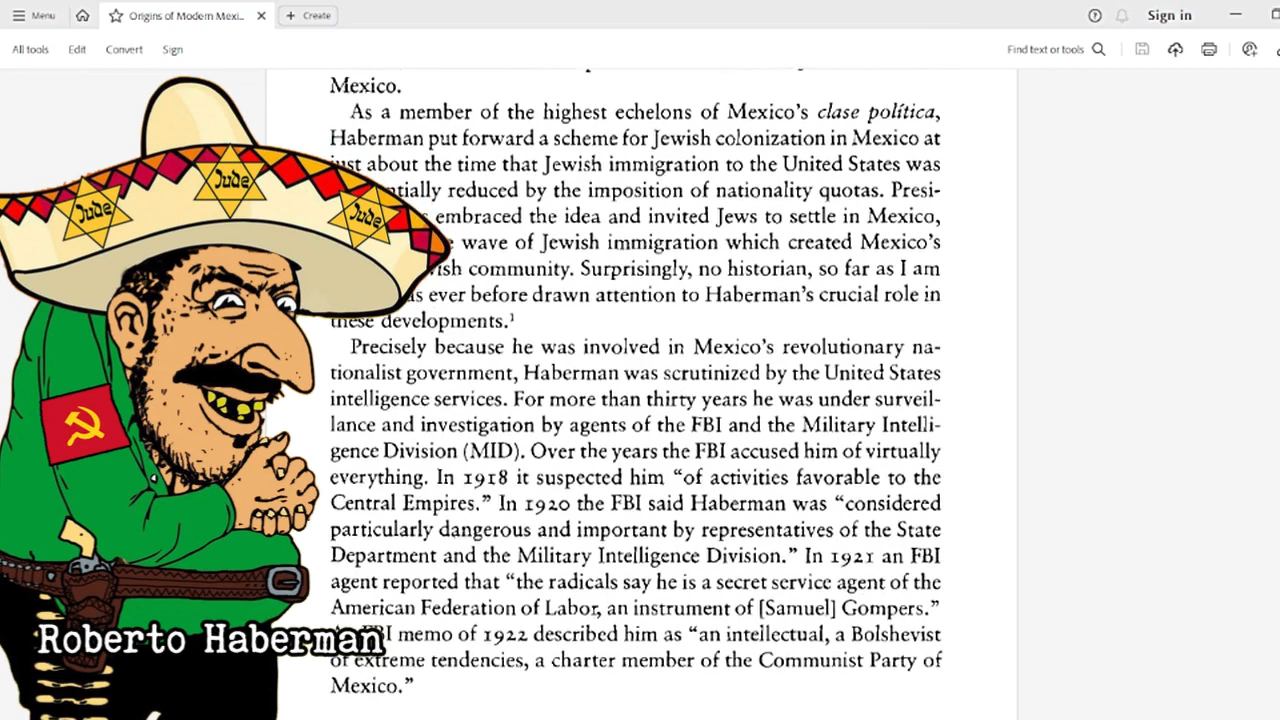 Menu
Origins of Modern Mexi...
Create
Sign in
All tools
Edit
Convert
Sign
Find text or tools
Mexico.
As a member of the highest echelons of Mexico's clase política,
Haberman put forward a scheme for Jewish colonization in Mexico at
just about the time that Jewish immigration to the United States was
entially reduced by the imposition of nationality quotas. Presi-
embraced the idea and invited Jews to settle in Mexico,
wave of Jewish immigration which created Mexico's
ish community. Surprisingly, no historian, so far as I am
s ever before drawn attention to Haberman's crucial role in
these developments.¹
Precisely because he was involved in Mexico's revolutionary na-
tionalist government, Haberman was scrutinized by the United States
intelligence services. For more than thirty years he was under surveil-
lance and investigation by agents of the FBI and the Military Intelli-
gence Division (MID). Over the years the FBI accused him of virtually
everything. In 1918 it suspected him "of activities favorable to the
Central Empires." In 1920 the FBI said Haberman was "considered
particularly dangerous and important by representatives of the State
Department and the Military Intelligence Division." In 1921 an FBI
agent reported that "the radicals say he is a secret service agent of the
American Federation of Labor, an instrument of [Samuel] Gompers."
FBI memo of 1922 described him as "an intellectual, a Bolshevist
of extreme tendencies, a charter member of the Communist Party of
Mexico."
Jude
Jude
Jude
Roberto Haberman